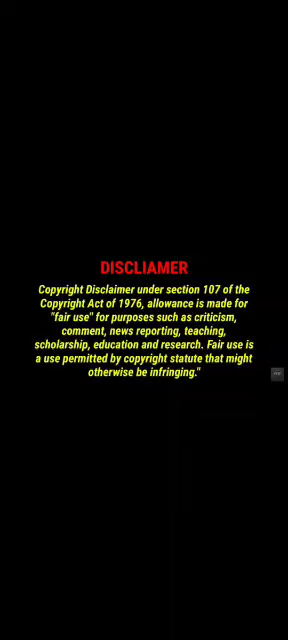 DISCLIAMER
Copyright Disclaimer under section 107 of the
Copyright Act of 1976, allowance is made for
"fair use" for purposes such as criticism,
comment, news reporting, teaching,
scholarship, education and research. Fair use is
a use permitted by copyright statute that might
otherwise be infringing."